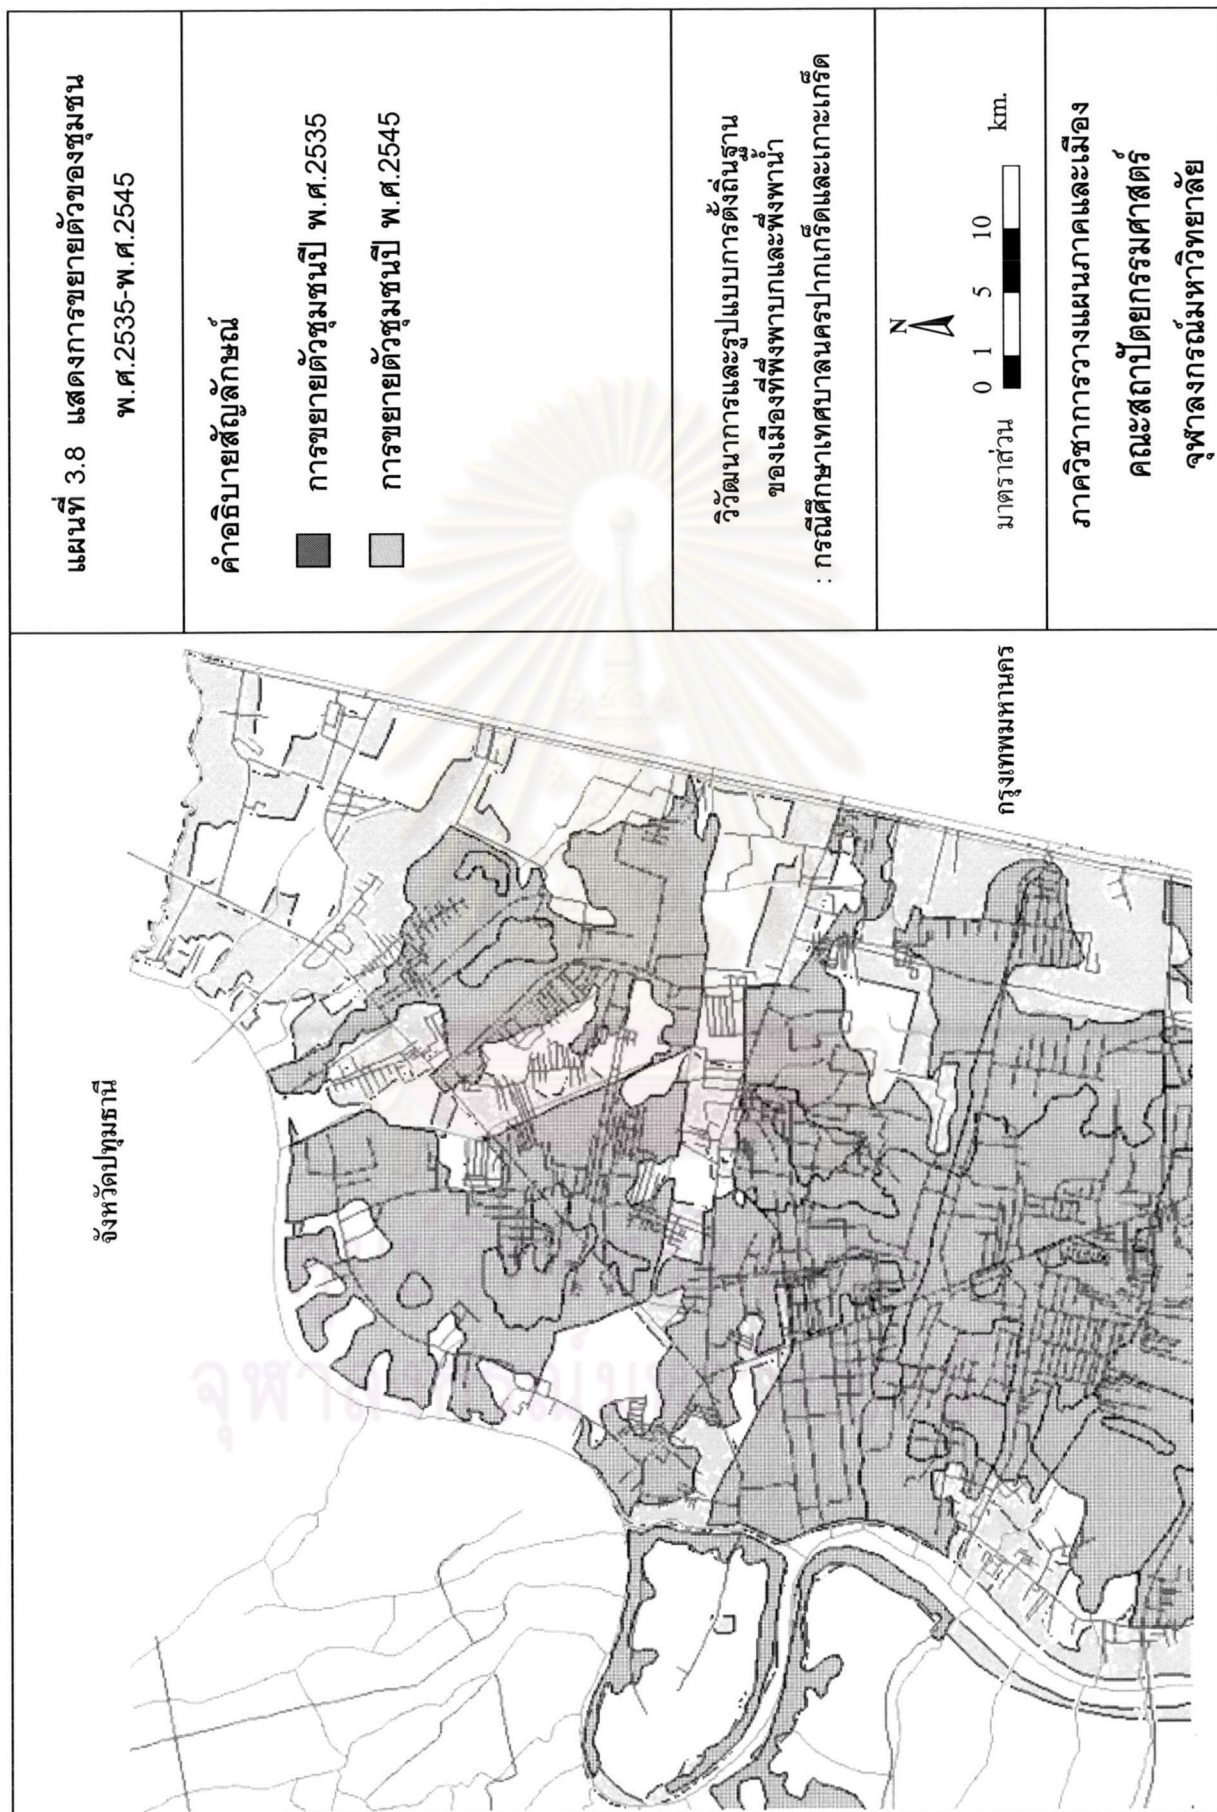 แผนที่ 3.8 แสดงการขยายตัวของชุมชน
พ.ศ.2535-พ.ศ.2545
คำอธิบายสัญลักษณ์
การขยายตัวชุมชนปี พ.ศ.2535
การขยายตัวชุมชนปี พ.ศ.2545
วิวัฒนาการและรูปแบบการตั้งถิ่นฐาน
ของเมืองที่พึ่งพาบกและพึ่งพาน้ำ
: กรณีศึกษาเทศบาลนครปากเกร็ดและเกาะเกร็ด
N
มาตราส่วน 0 1 5 10 km.
ภาควิชาการวางแผนภาคและเมือง
คณะสถาปัตยกรรมศาสตร์
จุฬาลงกรณ์มหาวิทยาลัย
จังหวัดปทุมธานี
กรุงเทพมหานคร